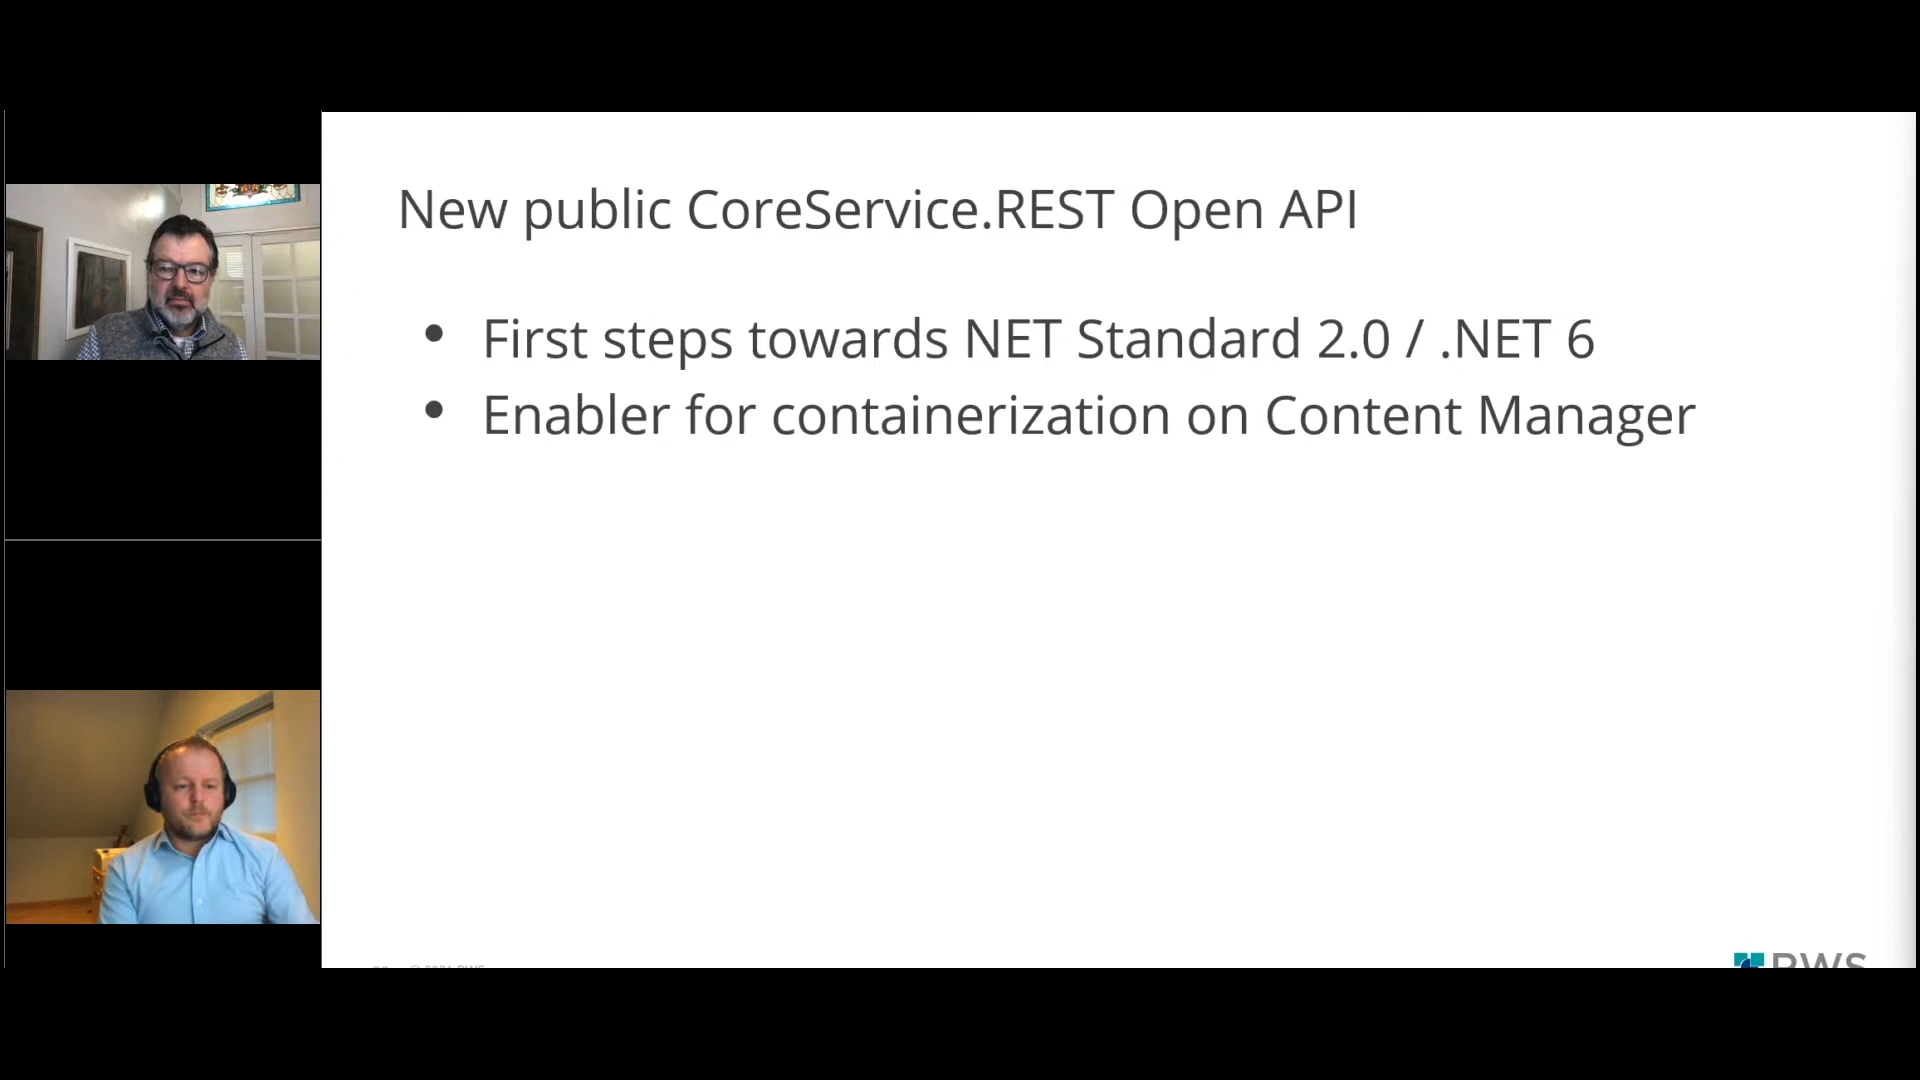 New public CoreService.REST Open API
• First steps towards NET Standard 2.0 / .NET 6
• Enabler for containerization on Content Manager
RWS